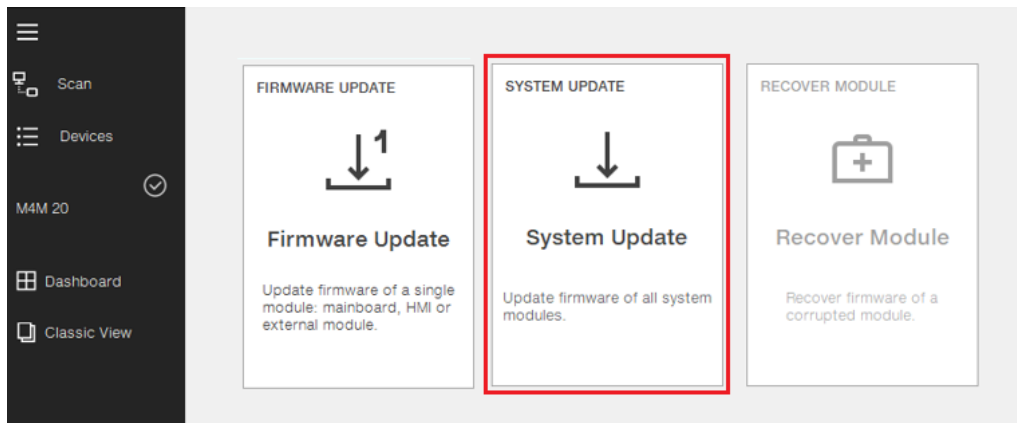 Scan
Devices
M4M 20
Dashboard
Classic View
FIRMWARE UPDATE
1
Firmware Update
Update firmware of a single
module: mainboard, HMI or
external module.
SYSTEM UPDATE
System Update
Update firmware of all system
modules.
RECOVER MODULE
Recover Module
Recover firmware of a
corrupted module.